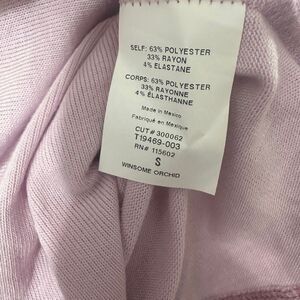 SELF: 63% POLYESTER
33% RAYON
4% ELASTANE
CORPS: 63% POLYESTER
33% RAYONNE
4% ÉLASTHANNE
Made in Mexico
Fabriqué en Mexique
CUT# 300062
T19469-003
RN# 115602
S
WINSOME ORCHID